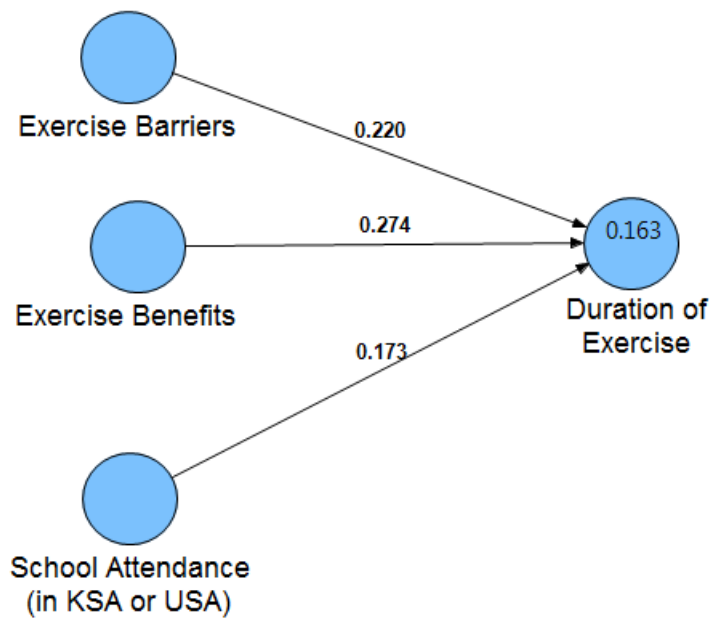 Exercise Barriers
0.220
0.274
0.163
Exercise Benefits
Duration of
Exercise
0.173
School Attendance
(in KSA or USA)